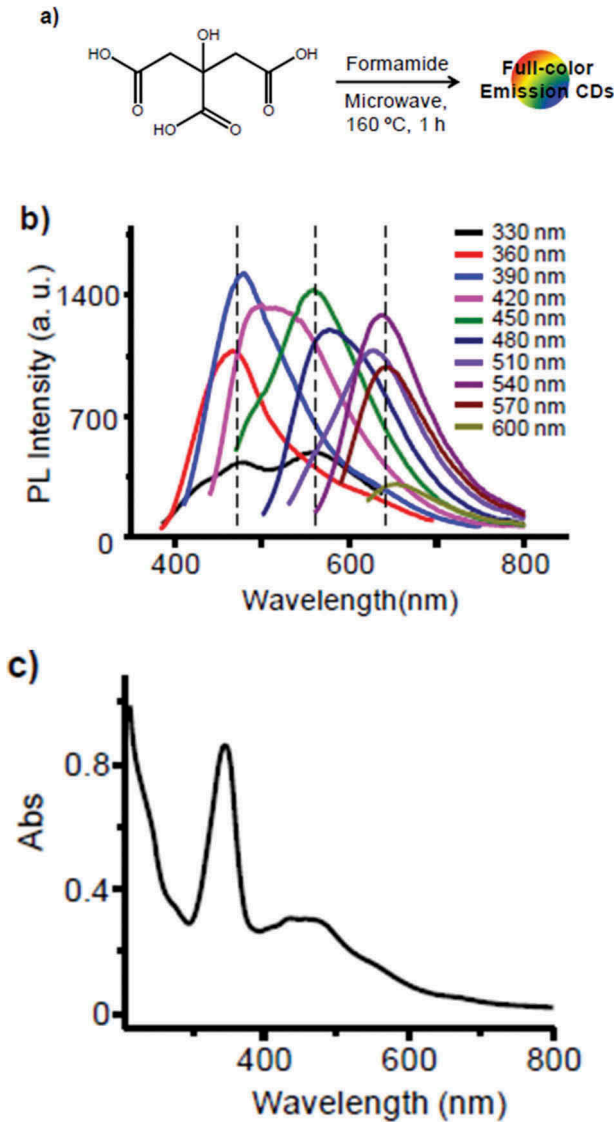 a)
HO
O
OH
HO
O
O
OH
Formamide
Microwave,
160 ºC, 1 h
Full-color
Emission CDs
b)
PL Intensity (a. u.)
1400
700
0
400
600
800
Wavelength(nm)
330 nm
360 nm
390 nm
420 nm
450 nm
480 nm
510 nm
540 nm
570 nm
600 nm
c)
Abs
0.8
0.4
0
400
600
800
Wavelength (nm)